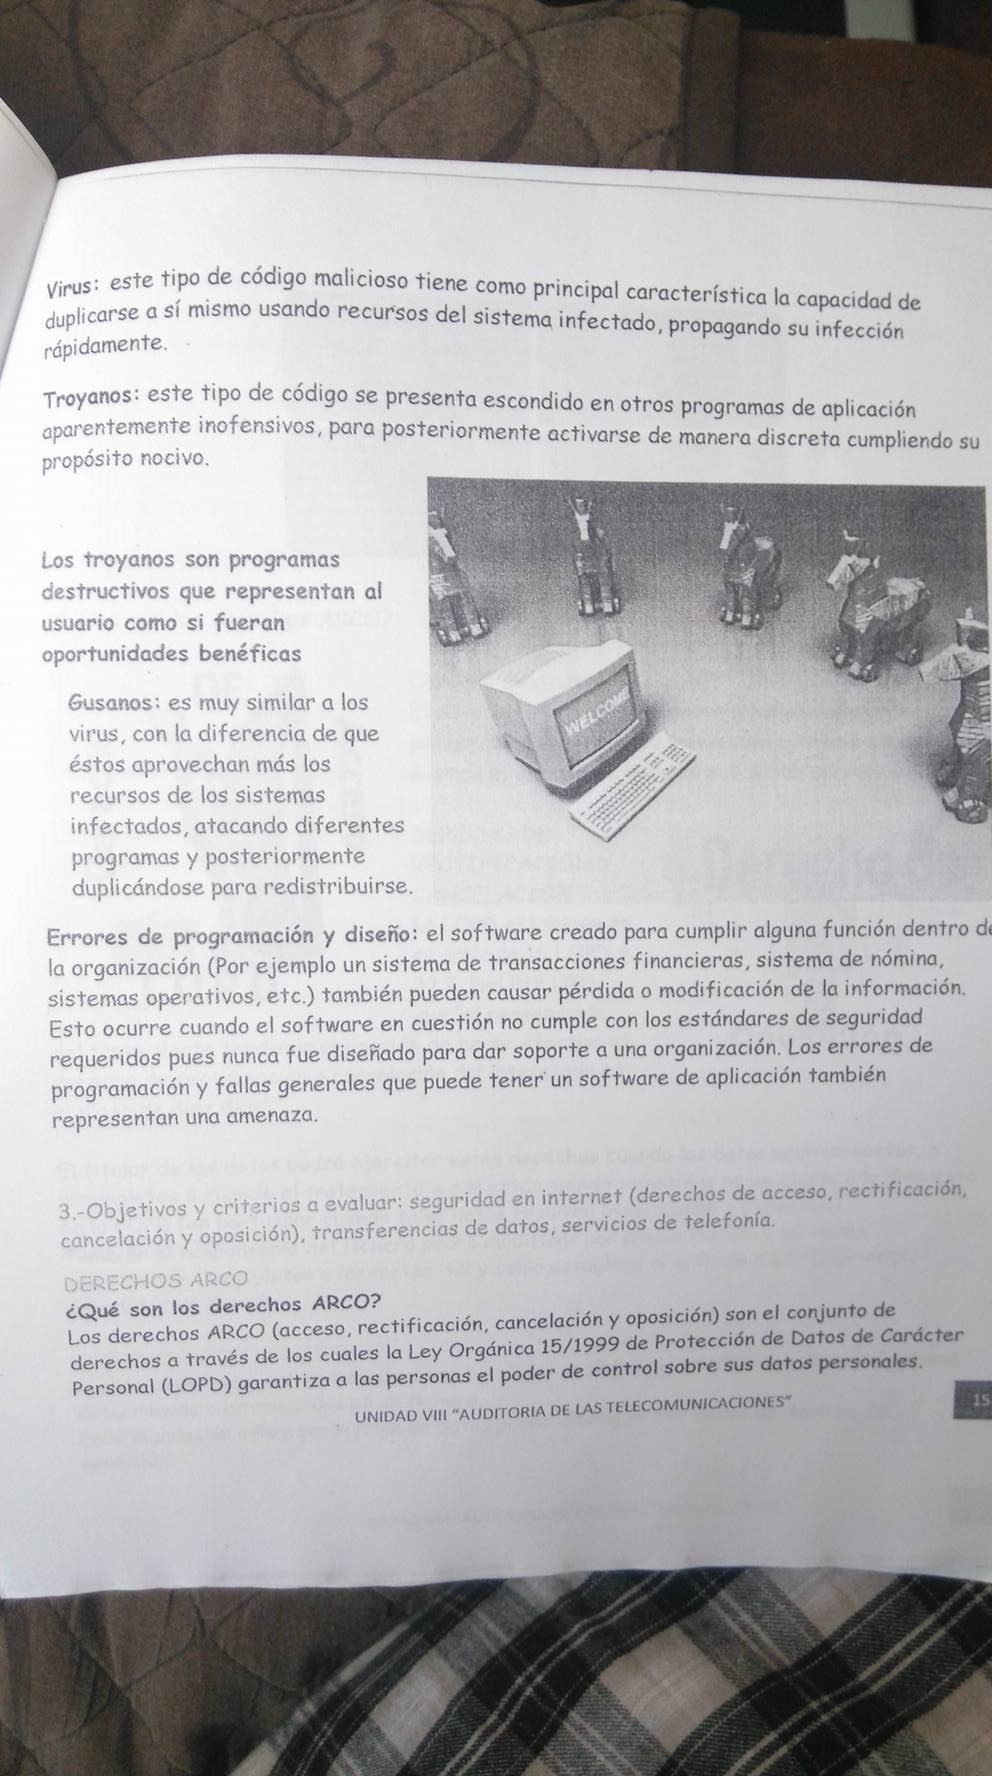 Virus: este tipo de código malicioso tiene como principal característica la capacidad de
duplicarse a sí mismo usando recursos del sistema infectado, propagando su infección
rápidamente.
Troyanos: este tipo de código se presenta escondido en otros programas de aplicación
aparentemente inofensivos, para posteriormente activarse de manera discreta cumpliendo su
propósito nocivo.
Los troyanos son programas
destructivos que representan al
usuario como si fueran
oportunidades benéficas
WELCOME
Gusanos: es muy similar a los
virus, con la diferencia de que
éstos aprovechan más los
recursos de los sistemas
infectados, atacando diferentes
programas y posteriormente
duplicándose para redistribuirse.
Errores de programación y diseño: el software creado para cumplir alguna función dentro de
la organización (Por ejemplo un sistema de transacciones financieras, sistema de nómina,
sistemas operativos, etc.) también pueden causar pérdida o modificación de la información.
Esto ocurre cuando el software en cuestión no cumple con los estándares de seguridad
requeridos pues nunca fue diseñado para dar soporte a una organización. Los errores de
programación y fallas generales que puede tener un software de aplicación también
representan una amenaza.
3.-Objetivos y criterios a evaluar: seguridad en internet (derechos de acceso, rectificación,
cancelación y oposición), transferencias de datos, servicios de telefonía.
DERECHOS ARCO
¿Qué son los derechos ARCO?
Los derechos ARCO (acceso, rectificación, cancelación y oposición) son el conjunto de
derechos a través de los cuales la Ley Orgánica 15/1999 de Protección de Datos de Carácter
Personal (LOPD) garantiza a las personas el poder de control sobre sus datos personales.
UNIDAD VIII “AUDITORIA DE LAS TELECOMUNICACIONES”
15